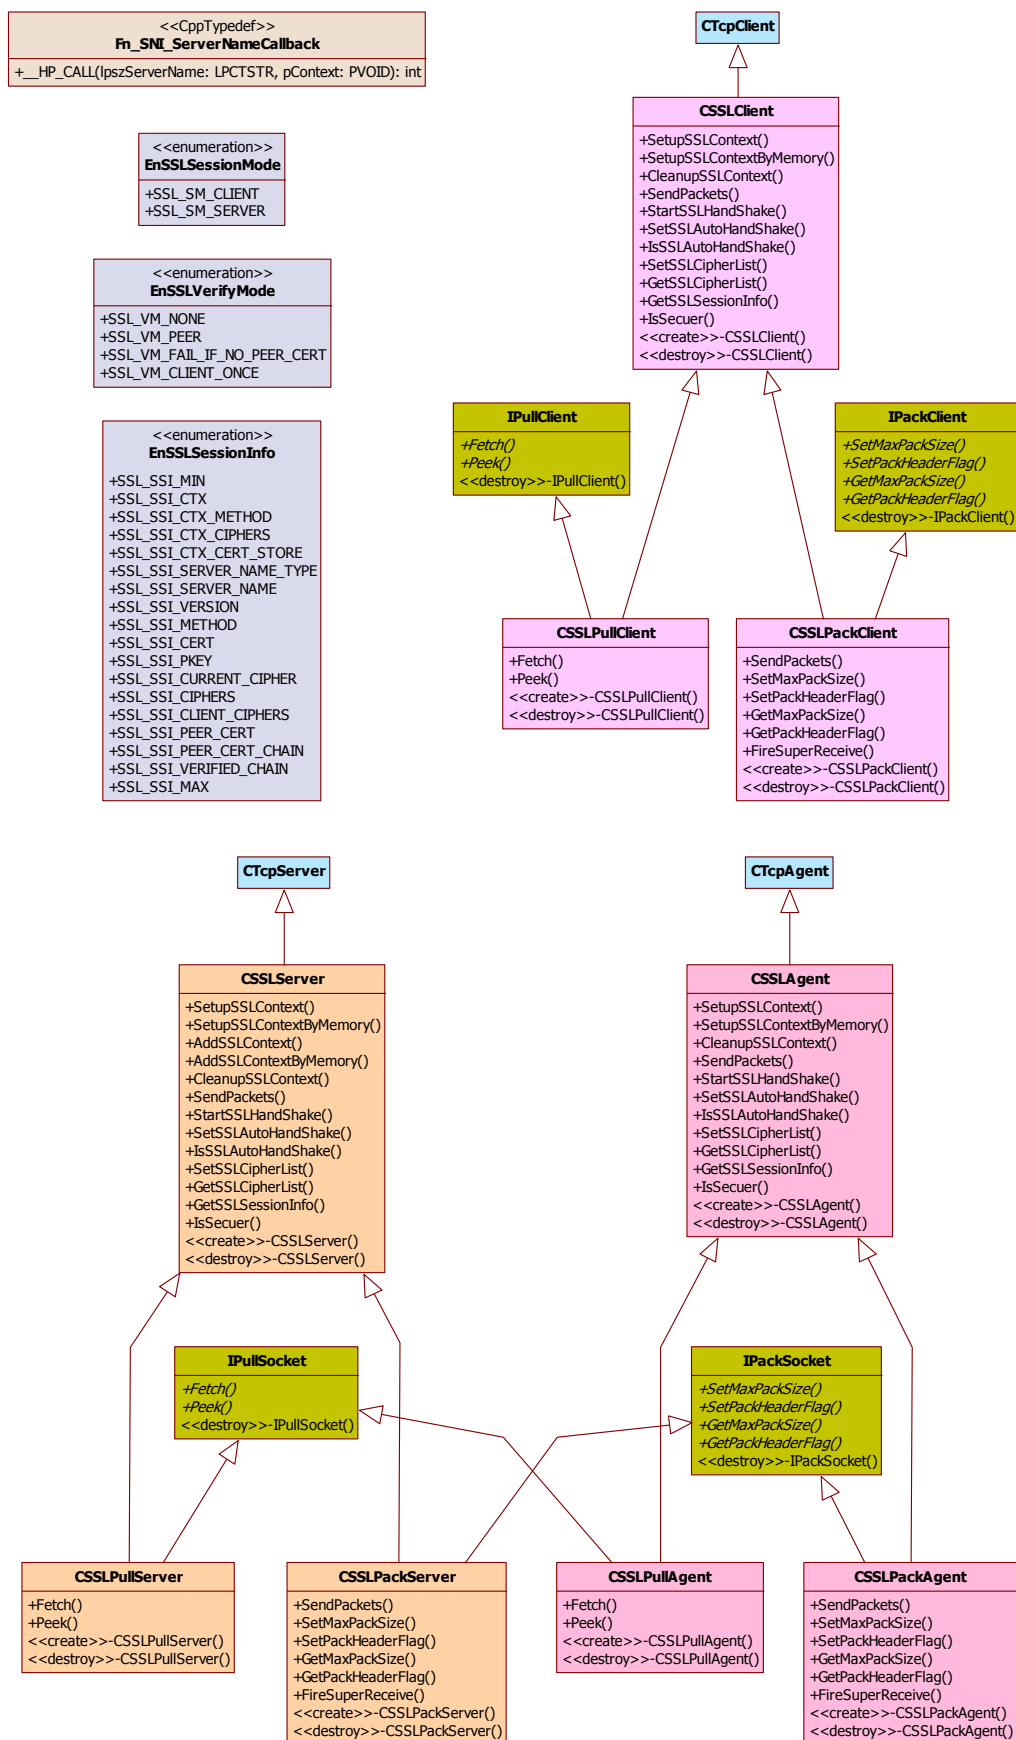 <<CppTypedef>>
Fn_SNI_ServerNameCallback
+__HP_CALL(lpszServerName: LPCTSTR, pContext: PVOID): int
<<enumeration>>
EnSSLSessionMode
+SSL_SM_CLIENT
+SSL_SM_SERVER
<<enumeration>>
EnSSLVerifyMode
+SSL_VM_NONE
+SSL_VM_PEER
+SSL_VM_FAIL_IF_NO_PEER_CERT
+SSL_VM_CLIENT_ONCE
<<enumeration>>
EnSSLSessionInfo
+SSL_SSI_MIN
+SSL_SSI_CTX
+SSL_SSI_CTX_METHOD
+SSL_SSI_CTX_CIPHERS
+SSL_SSI_CTX_CERT_STORE
+SSL_SSI_SERVER_NAME_TYPE
+SSL_SSI_SERVER_NAME
+SSL_SSI_VERSION
+SSL_SSI_METHOD
+SSL_SSI_CERT
+SSL_SSI_PKEY
+SSL_SSI_CURRENT_CIPHER
+SSL_SSI_CIPHERS
+SSL_SSI_CLIENT_CIPHERS
+SSL_SSI_PEER_CERT
+SSL_SSI_PEER_CERT_CHAIN
+SSL_SSI_VERIFIED_CHAIN
+SSL_SSI_MAX
CTcpClient
CSSLClient
+SetupSSLContext()
+SetupSSLContextByMemory()
+CleanupSSLContext()
+SendPackets()
+StartSSLHandShake()
+SetSSLAutoHandShake()
+IsSSLAutoHandShake()
+SetSSLCipherList()
+GetSSLCipherList()
+GetSSLSessionInfo()
+IsSecuer()
<<create>>-CSSLClient()
<<destroy>>-CSSLClient()
IPullClient
+Fetch()
+Peek()
<<destroy>>-IPullClient()
IPackClient
+SetMaxPackSize()
+SetPackHeaderFlag()
+GetMaxPackSize()
+GetPackHeaderFlag()
<<destroy>>-IPackClient()
CSSLPullClient
+Fetch()
+Peek()
<<create>>-CSSLPullClient()
<<destroy>>-CSSLPullClient()
CSSLPackClient
+SendPackets()
+SetMaxPackSize()
+SetPackHeaderFlag()
+GetMaxPackSize()
+GetPackHeaderFlag()
+FireSuperReceive()
<<create>>-CSSLPackClient()
<<destroy>>-CSSLPackClient()
CTcpServer
CSSLServer
+SetupSSLContext()
+SetupSSLContextByMemory()
+AddSSLContext()
+AddSSLContextByMemory()
+CleanupSSLContext()
+SendPackets()
+StartSSLHandShake()
+SetSSLAutoHandShake()
+IsSSLAutoHandShake()
+SetSSLCipherList()
+GetSSLCipherList()
+GetSSLSessionInfo()
+IsSecuer()
<<create>>-CSSLServer()
<<destroy>>-CSSLServer()
CTcpAgent
CSSLAgent
+SetupSSLContext()
+SetupSSLContextByMemory()
+CleanupSSLContext()
+SendPackets()
+StartSSLHandShake()
+SetSSLAutoHandShake()
+IsSSLAutoHandShake()
+SetSSLCipherList()
+GetSSLCipherList()
+GetSSLSessionInfo()
+IsSecuer()
<<create>>-CSSLAgent()
<<destroy>>-CSSLAgent()
IPullSocket
+Fetch()
+Peek()
<<destroy>>-IPullSocket()
IPackSocket
+SetMaxPackSize()
+SetPackHeaderFlag()
+GetMaxPackSize()
+GetPackHeaderFlag()
<<destroy>>-IPackSocket()
CSSLPullServer
+Fetch()
+Peek()
<<create>>-CSSLPullServer()
<<destroy>>-CSSLPullServer()
CSSLPackServer
+SendPackets()
+SetMaxPackSize()
+SetPackHeaderFlag()
+GetMaxPackSize()
+GetPackHeaderFlag()
+FireSuperReceive()
<<create>>-CSSLPackServer()
<<destroy>>-CSSLPackServer()
CSSLPullAgent
+Fetch()
+Peek()
<<create>>-CSSLPullAgent()
<<destroy>>-CSSLPullAgent()
CSSLPackAgent
+SendPackets()
+SetMaxPackSize()
+SetPackHeaderFlag()
+GetMaxPackSize()
+GetPackHeaderFlag()
+FireSuperReceive()
<<create>>-CSSLPackAgent()
<<destroy>>-CSSLPackAgent()